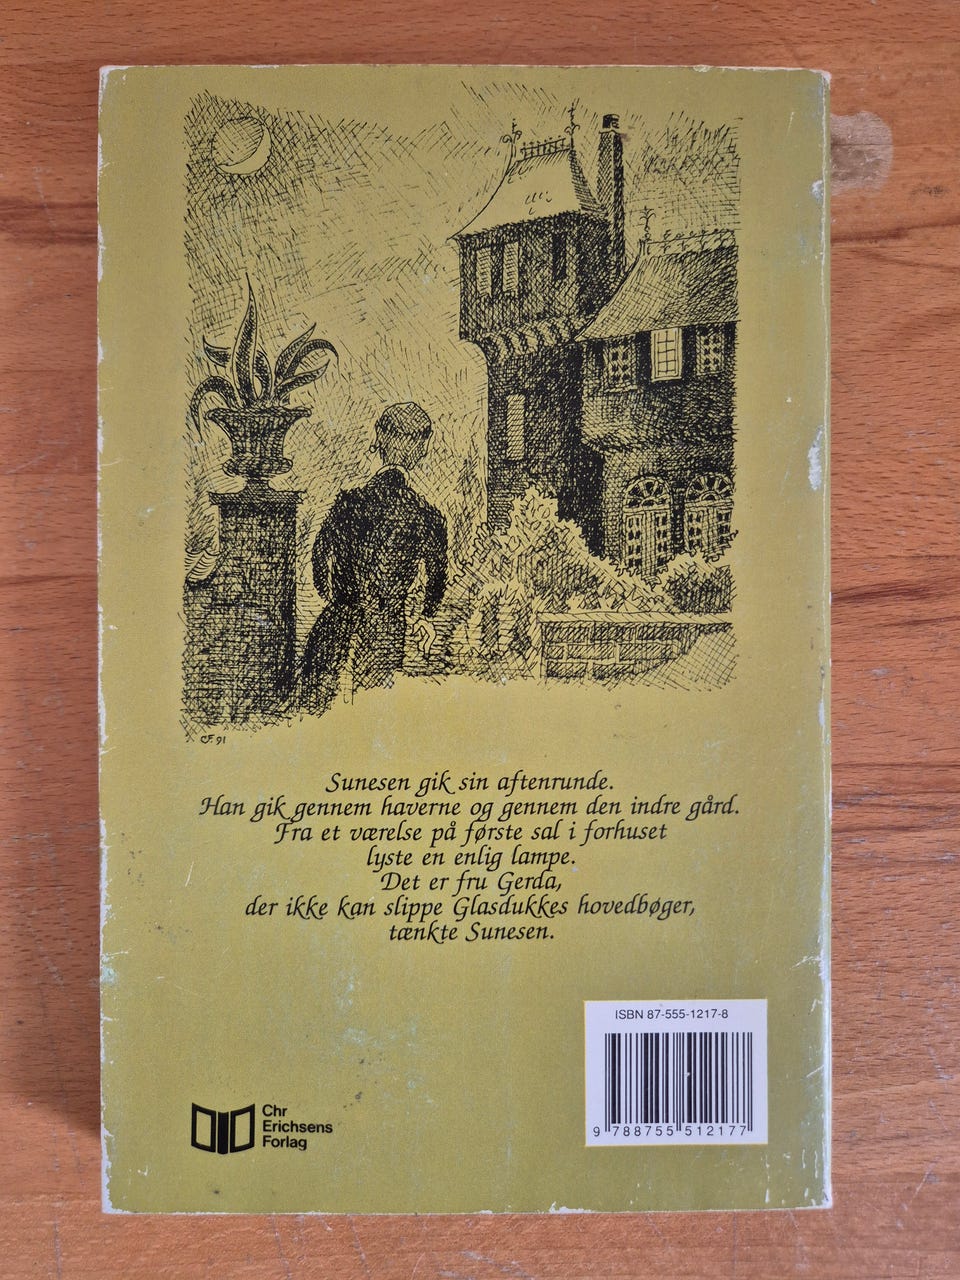 CF. 91
Sunesen gik sin aftenrunde.
Han gik gennem haverne og gennem den indre gård.
Fra et værelse på første sal i forhuset
lyste en enlig lampe.
Det er fru Gerda,
der ikke kan slippe Glasdukkes hovedbøger,
tænkte Sunesen.
ISBN 87-555-1217-8
9 788755 512177
Chr
Erichsens
Forlag